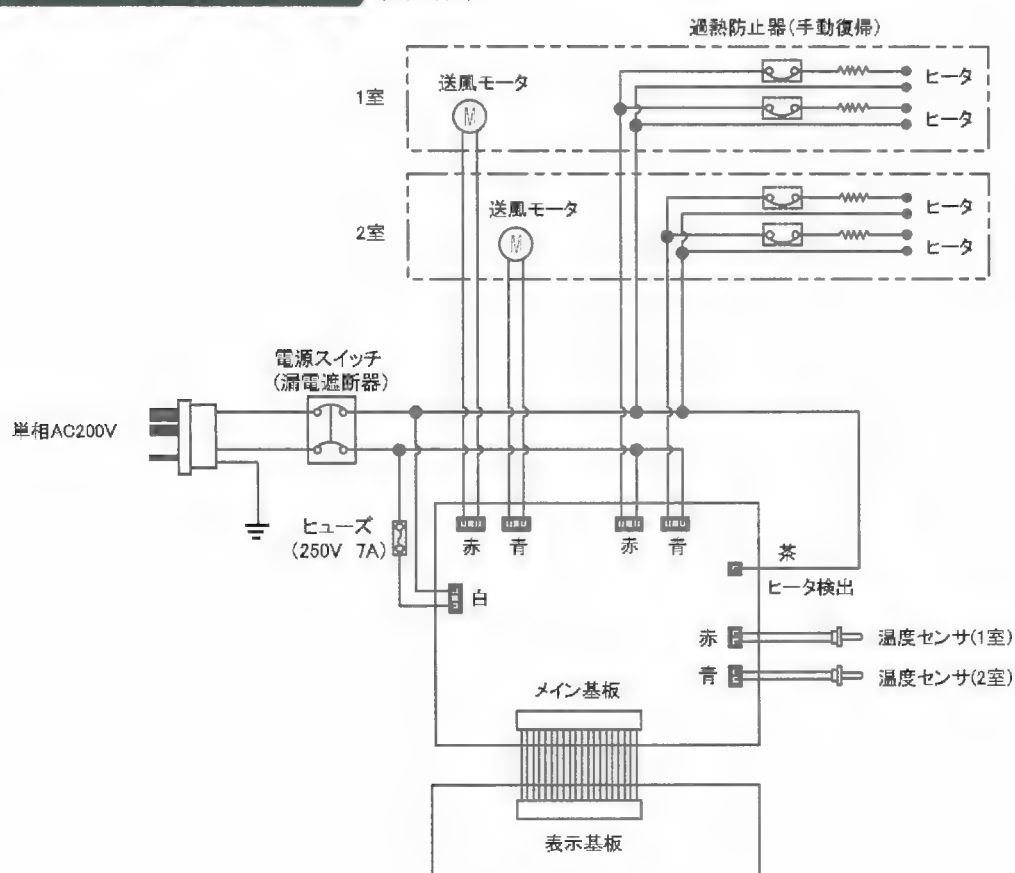 過熱防止器(手動復帰)
1室
送風モータ
M
ヒータ
ヒータ
2室
送風モータ
M
ヒータ
ヒータ
電源スイッチ
(漏電遮断器)
単相AC200V
ヒューズ
(250V 7A)
赤
青
赤
青
白
茶
ヒータ検出
赤
温度センサ(1室)
青
温度センサ(2室)
メイン基板
表示基板